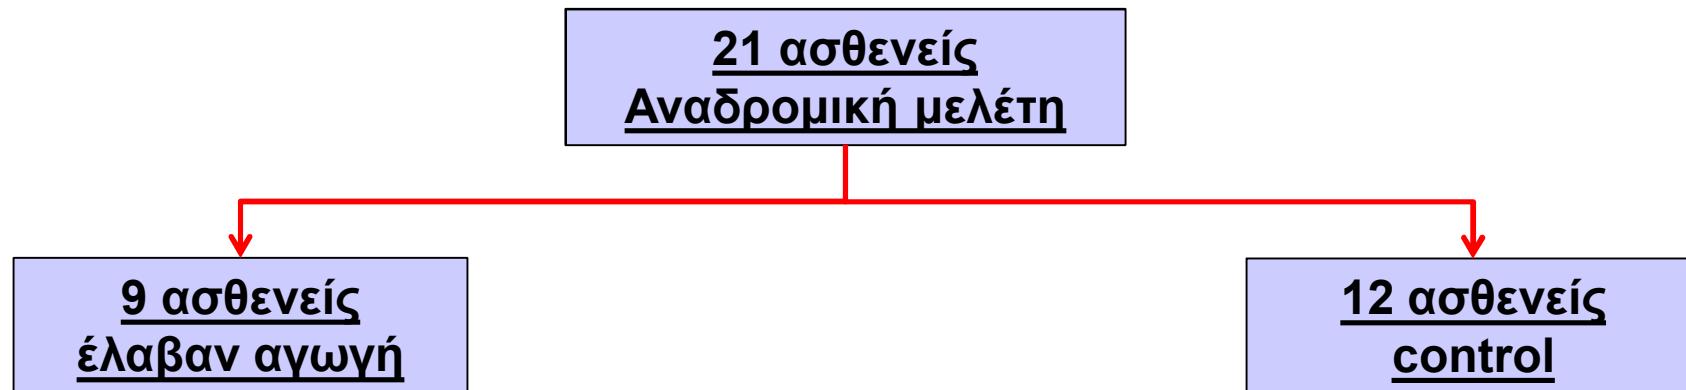 21 ασθενείς
Αναδρομική μελέτη
9 ασθενείς
έλαβαν αγωγή
12 ασθενείς
control